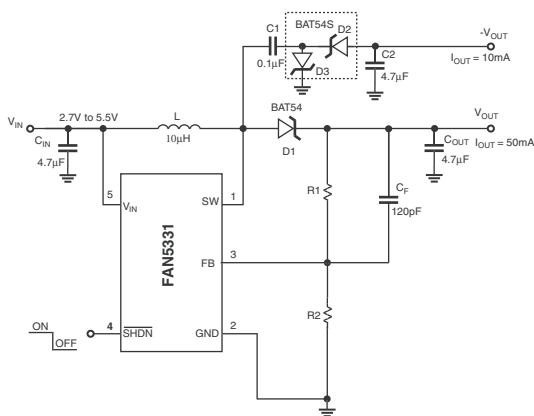 BAT54S
C1
D2
-VOUT
0.1µF
D3
C2
4.7µF
IOUT = 10mA
VIN
2.7V to 5.5V
L
10µH
BAT54
D1
VOUT
CIN
4.7µF
COUT
4.7µF
IOUT = 50mA
5
VIN
SW
1
R1
CF
120pF
FAN5331
FB
3
R2
ON
OFF
4
SHDN
GND
2